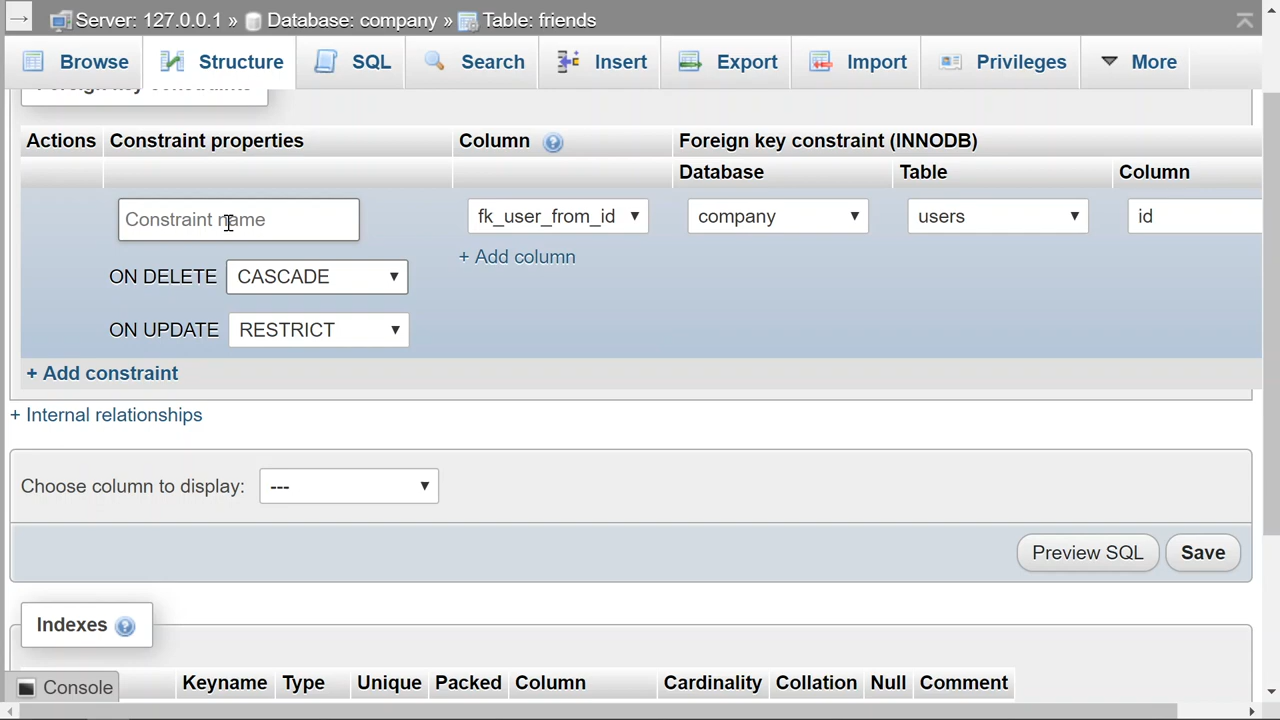 Server: 127.0.0.1 » Database: company » Table: friends
Browse Structure SQL Search Insert Export Import Privileges More
Foreign key constraints
Actions Constraint properties Column Foreign key constraint (INNODB)
Database Table Column
Constraint name fk_user_from_id company users id
+ Add column
ON DELETE CASCADE
ON UPDATE RESTRICT
+ Add constraint
+ Internal relationships
Choose column to display: ---
Preview SQL Save
Indexes
Console Keyname Type Unique Packed Column Cardinality Collation Null Comment